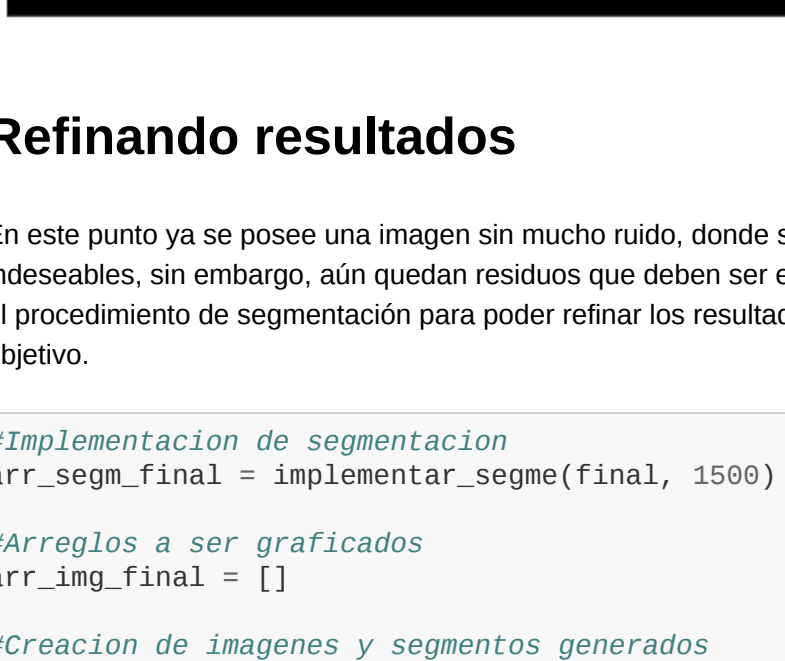 Refinando resultados
En este punto ya se posee una imagen sin mucho ruido, donde s
ndeseables, sin embargo, aún quedan residuos que deben ser e
l procedimiento de segmentación para poder refinar los resultad
bjetivo.
#Implementacion de segmentacion
arr_segm_final = implementar_segme(final, 1500)
#Arreglos a ser graficados
arr_img_final = []
#Creacion de imagenes y segmentos generados